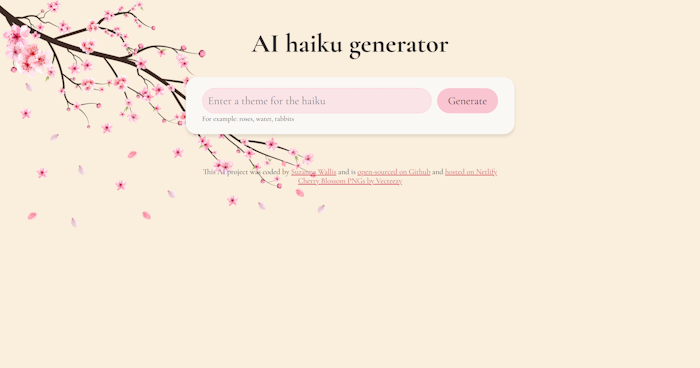 AI haiku generator
Enter a theme for the haiku
Generate
For example: roses, water, rabbits
This AI project was coded by Suzanne Wallis and is open-sourced on Github and hosted on Netlify
Cherry Blossom PNGs by Vecteezy